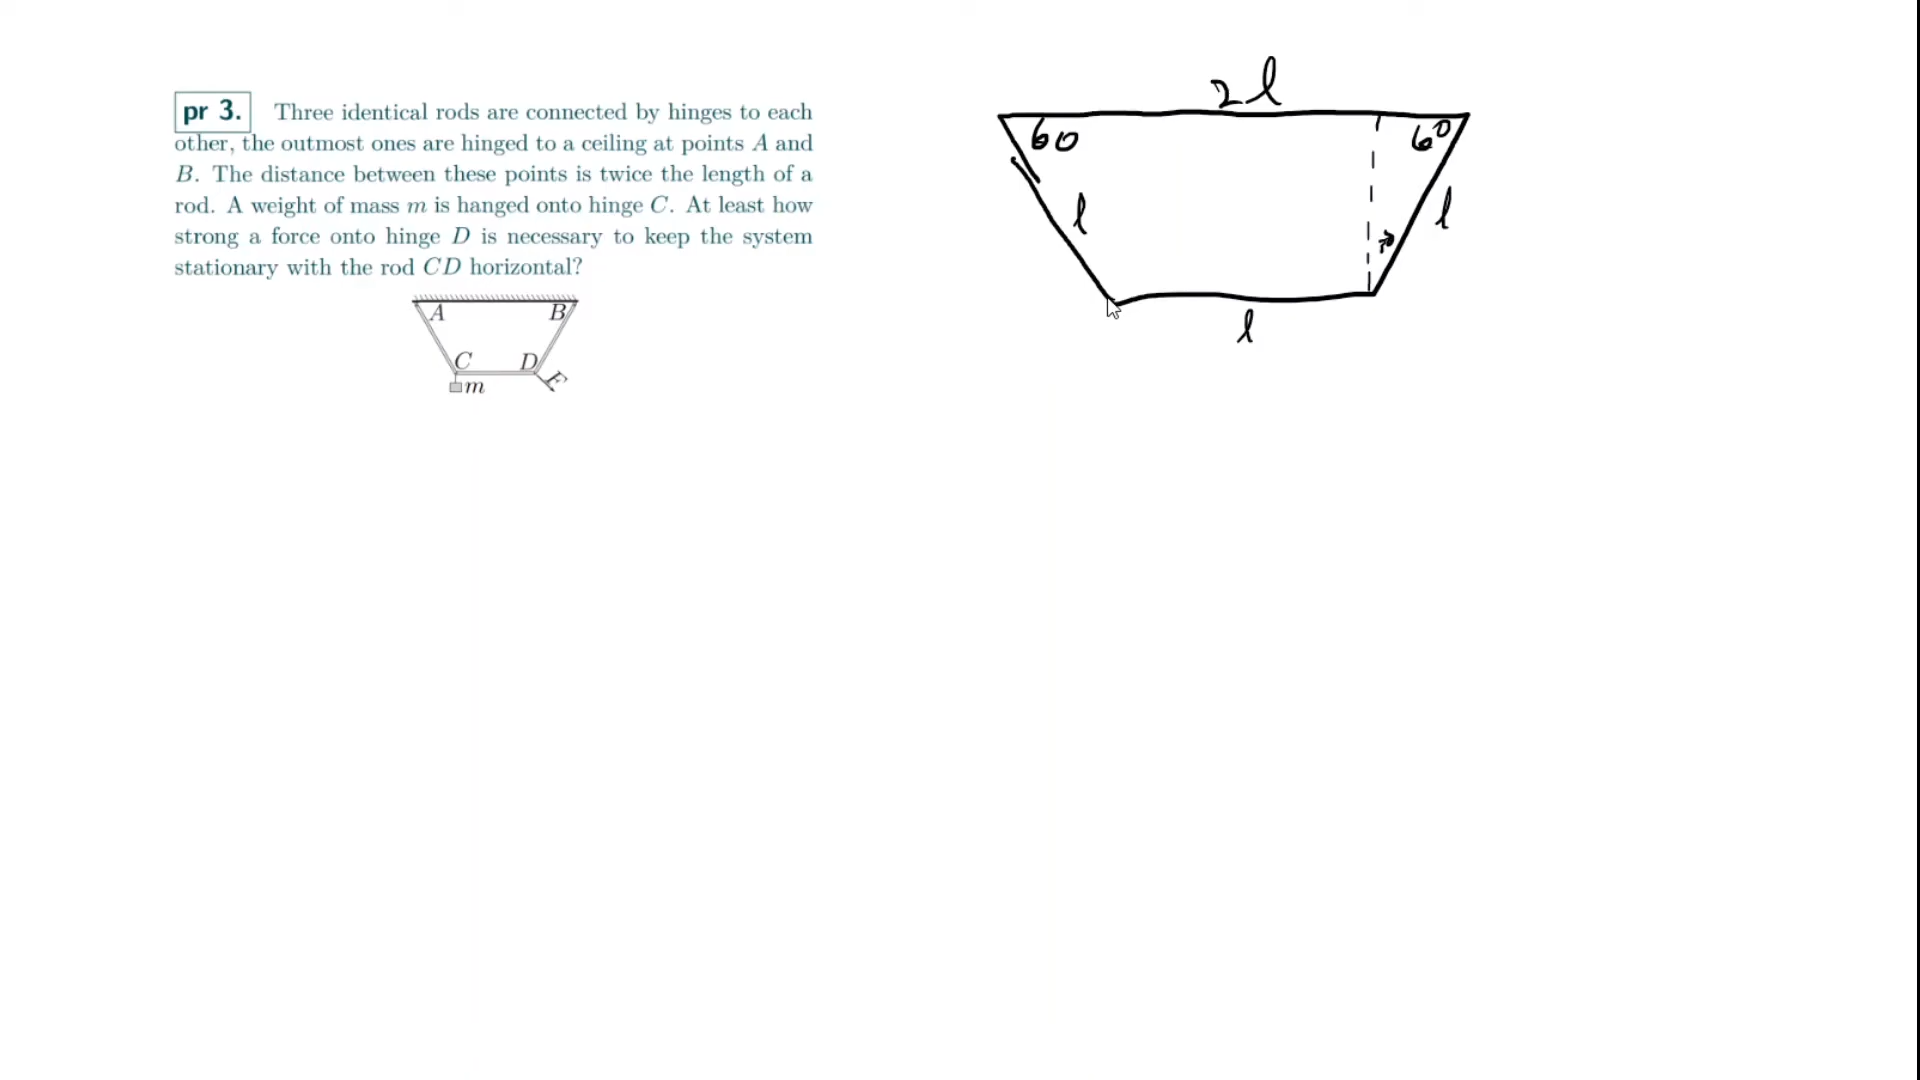 pr 3. Three identical rods are connected by hinges to each
other, the outmost ones are hinged to a ceiling at points A and
B. The distance between these points is twice the length of a
rod. A weight of mass m is hanged onto hinge C. At least how
strong a force onto hinge D is necessary to keep the system
stationary with the rod CD horizontal?
A B
C D
m F
2l
60 60
l l
l